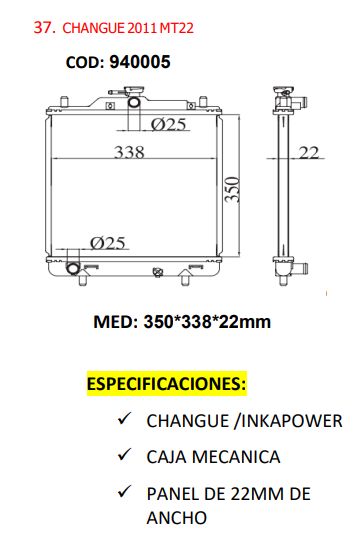 37. CHANGUE 2011 MT22
COD: 940005
Ø25
338
22
350
Ø25
MED: 350*338*22mm
ESPECIFICACIONES:
✓ CHANGUE /INKAPOWER
✓ CAJA MECANICA
✓ PANEL DE 22MM DE
ANCHO